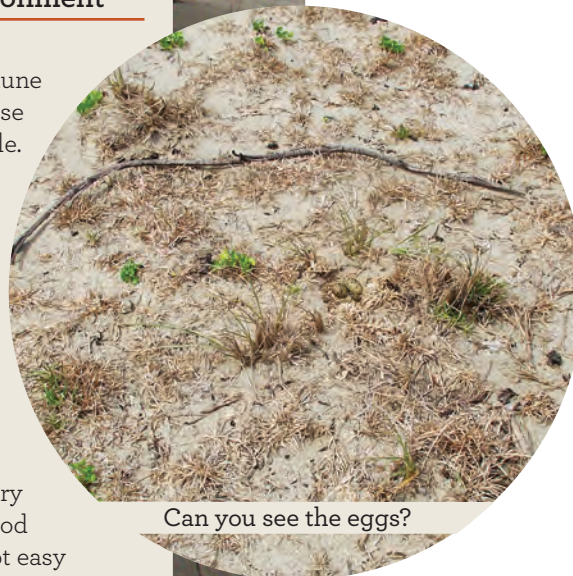 onment
une
se
le.
ry
od
ot easy
Can you see the eggs?